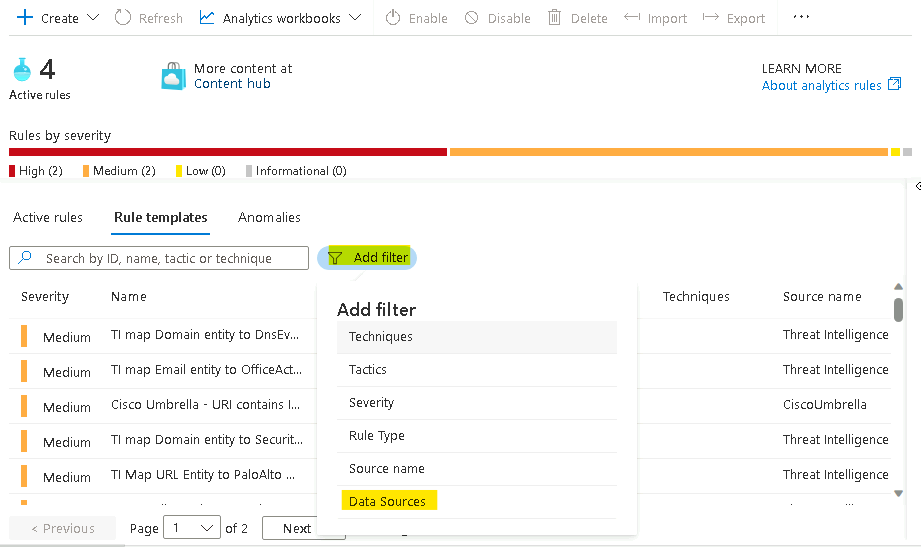 Create
Refresh
Analytics workbooks
Enable
Disable
Delete
Import
Export
4
Active rules
More content at
Content hub
LEARN MORE
About analytics rules
Rules by severity
High (2)
Medium (2)
Low (0)
Informational (0)
Active rules
Rule templates
Anomalies
Search by ID, name, tactic or technique
Add filter
Severity
Name
Techniques
Source name
Medium
TI map Domain entity to DnsEv...
Threat Intelligence
Medium
TI map Email entity to OfficeAct...
Threat Intelligence
Medium
Cisco Umbrella - URI contains I...
CiscoUmbrella
Medium
TI map Domain entity to Securit...
Threat Intelligence
Medium
TI Map URL Entity to PaloAlto ...
Threat Intelligence
Add filter
Techniques
Tactics
Severity
Rule Type
Source name
Data Sources
< Previous
Page
1
of 2
Next